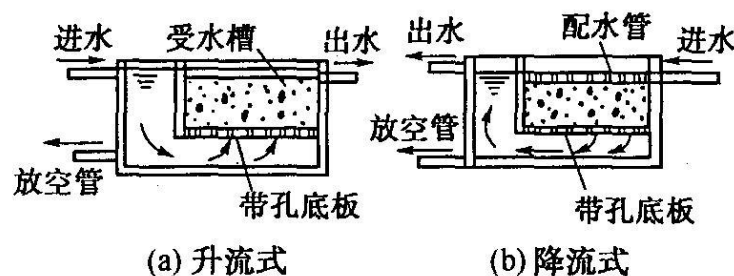 进水
受水槽
出水
放空管
带孔底板
(a) 升流式
出水
配水管
进水
放空管
带孔底板
(b) 降流式